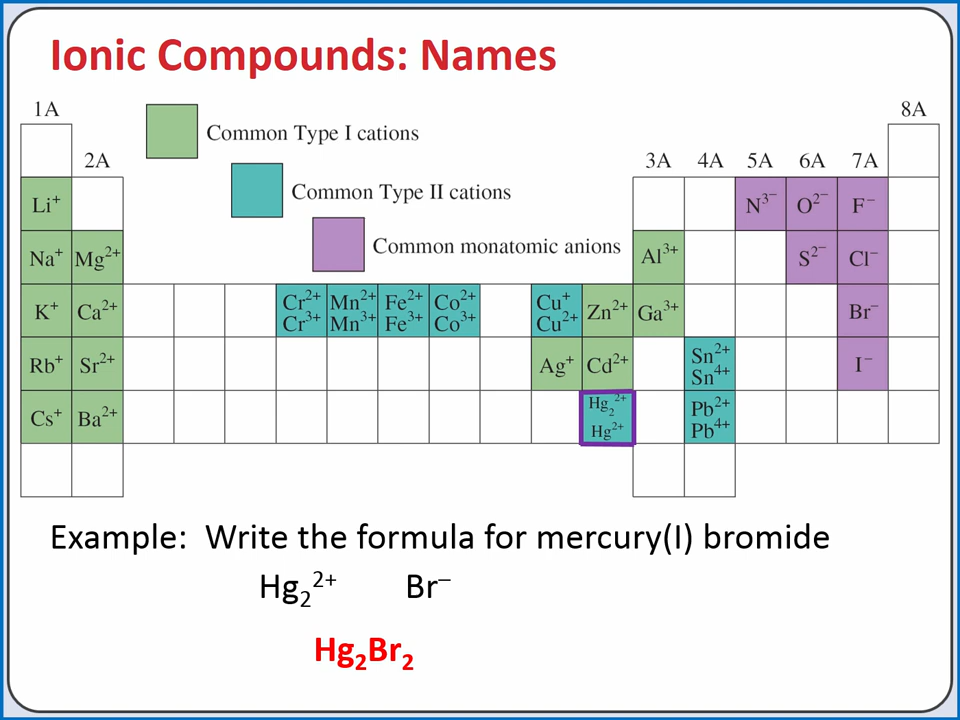 Ionic Compounds: Names
1A
8A
Common Type I cations
2A
3A 4A 5A 6A 7A
Common Type II cations
Li⁺
N³⁻ O²⁻ F⁻
Common monatomic anions
Na⁺ Mg²⁺
Al³⁺
S²⁻ Cl⁻
K⁺ Ca²⁺
Cr²⁺ Mn²⁺ Fe²⁺ Co²⁺
Cr³⁺ Mn³⁺ Fe³⁺ Co³⁺
Cu⁺
Cu²⁺
Zn²⁺ Ga³⁺
Br⁻
Rb⁺ Sr²⁺
Ag⁺ Cd²⁺
Sn²⁺
Sn⁴⁺
I⁻
Cs⁺ Ba²⁺
Hg₂²⁺
Hg²⁺
Pb²⁺
Pb⁴⁺
Example: Write the formula for mercury(I) bromide
Hg₂²⁺ Br⁻
Hg₂Br₂